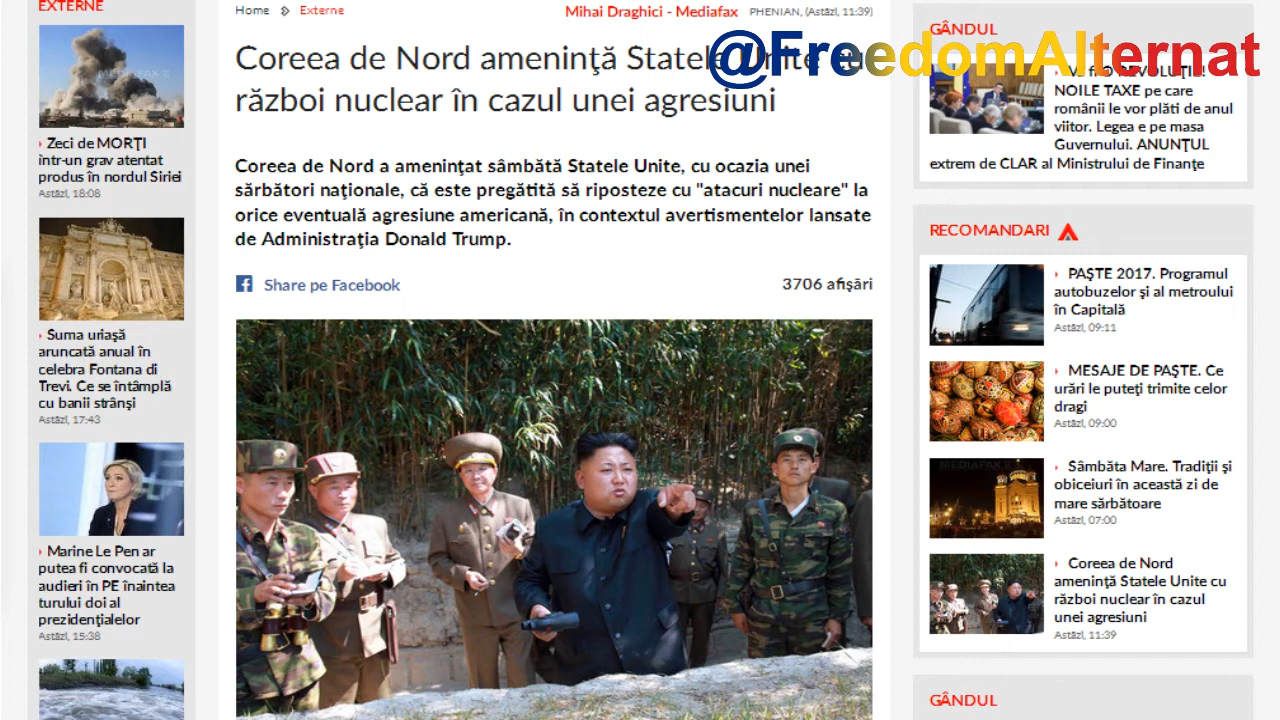 EXTERNE
Zeci de MORŢI
într-un grav atentat
produs în nordul Siriei
Astăzi, 18:08
Suma uriaşă
aruncată anual în
celebra Fontana di
Trevi. Ce se întâmplă
cu banii strânşi
Astăzi, 17:43
Marine Le Pen ar
putea fi convocată la
audieri în PE înaintea
turului doi al
prezidenţialelor
Astăzi, 15:38
Home Externe
Mihai Draghici - Mediafax PHENIAN, (Astăzi, 11:39)
Coreea de Nord ameninţă Statele Unite cu
război nuclear în cazul unei agresiuni
@FreedomAlternat
Coreea de Nord a ameninţat sâmbătă Statele Unite, cu ocazia unei
sărbători naţionale, că este pregătită să riposteze cu "atacuri nucleare" la
orice eventuală agresiune americană, în contextul avertismentelor lansate
de Administraţia Donald Trump.
Share pe Facebook
3706 afişări
GÂNDUL
REVOLUŢIE!
NOILE TAXE pe care
românii le vor plăti de anul
viitor. Legea e pe masa
Guvernului. ANUNŢUL
extrem de CLAR al Ministrului de Finanţe
RECOMANDARI
PAŞTE 2017. Programul
autobuzelor şi al metroului
în Capitală
Astăzi, 09:11
MESAJE DE PAŞTE. Ce
urări le puteţi trimite celor
dragi
Astăzi, 09:00
Sâmbăta Mare. Tradiţii şi
obiceiuri în această zi de
mare sărbătoare
Astăzi, 07:00
Coreea de Nord
ameninţă Statele Unite cu
război nuclear în cazul
unei agresiuni
Astăzi, 11:39
GÂNDUL